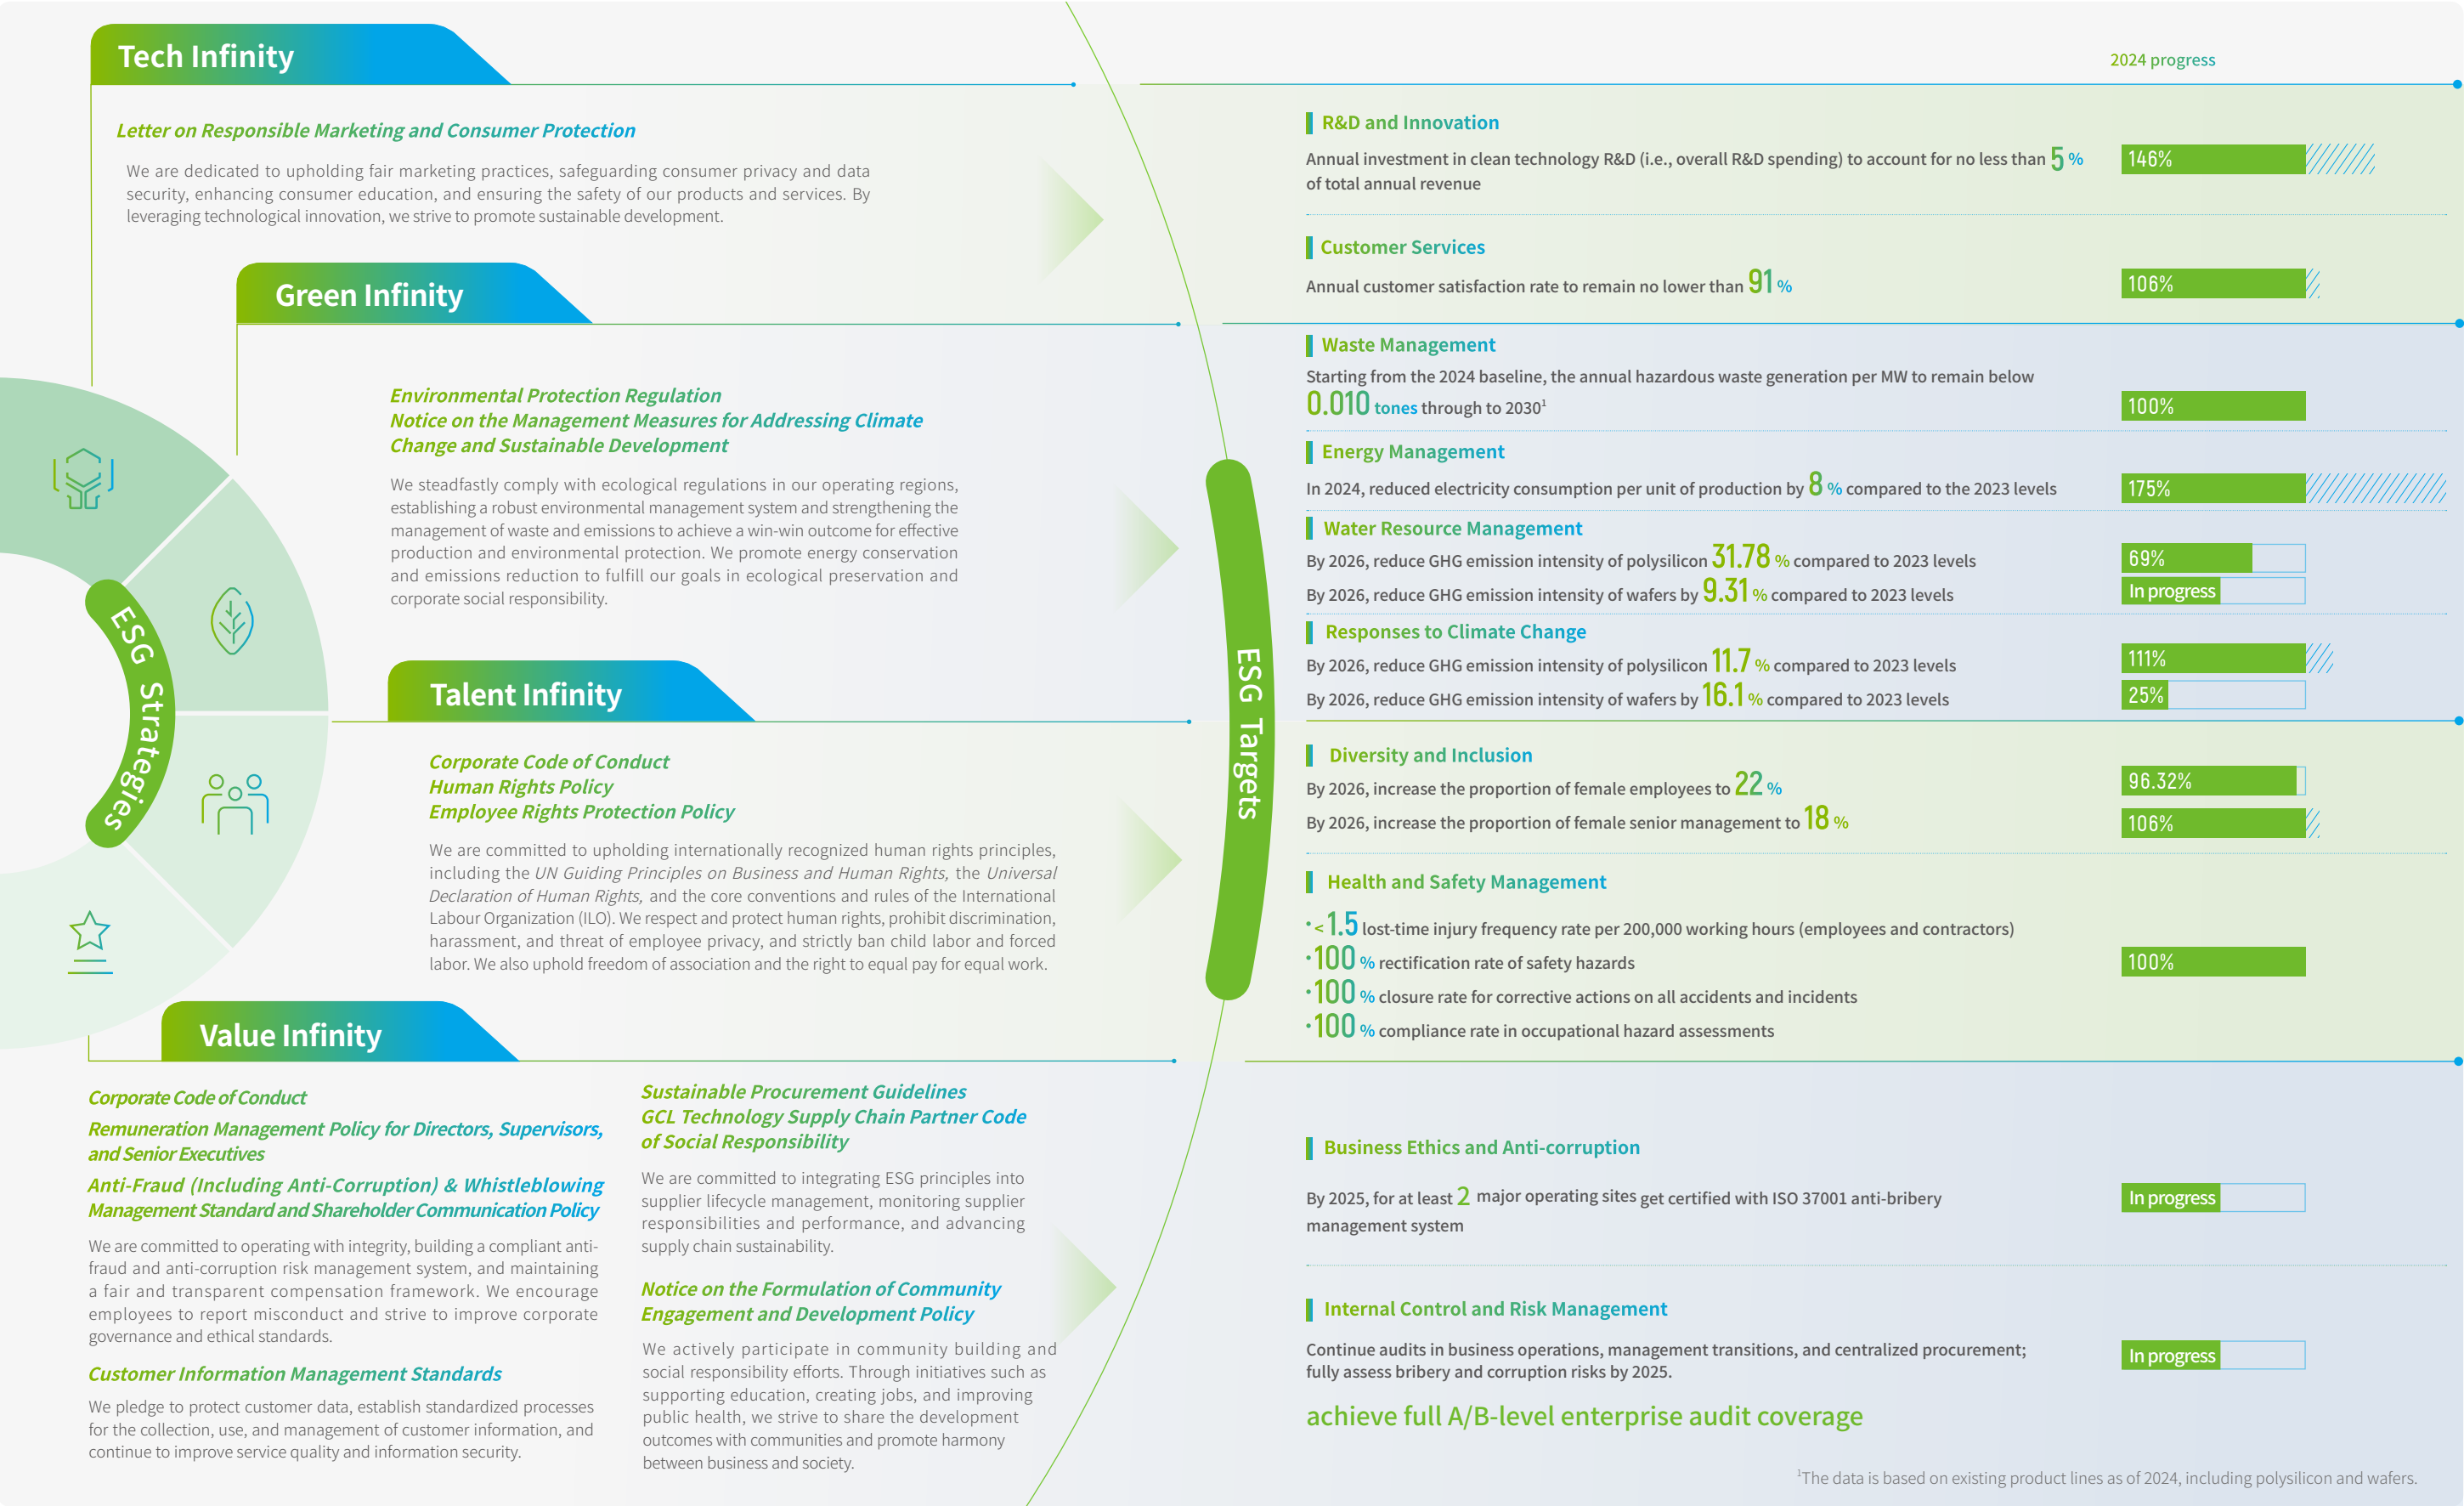 Tech Infinity
Letter on Responsible Marketing and Consumer Protection
We are dedicated to upholding fair marketing practices, safeguarding consumer privacy and data
security, enhancing consumer education, and ensuring the safety of our products and services. By
leveraging technological innovation, we strive to promote sustainable development.
Green Infinity
Environmental Protection Regulation
Notice on the Management Measures for Addressing Climate
Change and Sustainable Development
We steadfastly comply with ecological regulations in our operating regions,
establishing a robust environmental management system and strengthening the
management of waste and emissions to achieve a win-win outcome for effective
production and environmental protection. We promote energy conservation
and emissions reduction to fulfill our goals in ecological preservation and
corporate social responsibility.
ESG Strategies
Talent Infinity
Corporate Code of Conduct
Human Rights Policy
Employee Rights Protection Policy
We are committed to upholding internationally recognized human rights principles,
including the UN Guiding Principles on Business and Human Rights, the Universal
Declaration of Human Rights, and the core conventions and rules of the International
Labour Organization (ILO). We respect and protect human rights, prohibit discrimination,
harassment, and threat of employee privacy, and strictly ban child labor and forced
labor. We also uphold freedom of association and the right to equal pay for equal work.
Value Infinity
Corporate Code of Conduct
Remuneration Management Policy for Directors, Supervisors,
and Senior Executives
Anti-Fraud (Including Anti-Corruption) & Whistleblowing
Management Standard and Shareholder Communication Policy
We are committed to operating with integrity, building a compliant anti-
fraud and anti-corruption risk management system, and maintaining
a fair and transparent compensation framework. We encourage
employees to report misconduct and strive to improve corporate
governance and ethical standards.
Customer Information Management Standards
We pledge to protect customer data, establish standardized processes
for the collection, use, and management of customer information, and
continue to improve service quality and information security.
Sustainable Procurement Guidelines
GCL Technology Supply Chain Partner Code
of Social Responsibility
We are committed to integrating ESG principles into
supplier lifecycle management, monitoring supplier
responsibilities and performance, and advancing
supply chain sustainability.
Notice on the Formulation of Community
Engagement and Development Policy
We actively participate in community building and
social responsibility efforts. Through initiatives such as
supporting education, creating jobs, and improving
public health, we strive to share the development
outcomes with communities and promote harmony
between business and society.
ESG Targets
2024 progress
R&D and Innovation
Annual investment in clean technology R&D (i.e., overall R&D spending) to account for no less than 5 %
of total annual revenue
146%
Customer Services
Annual customer satisfaction rate to remain no lower than 91 %
106%
Waste Management
Starting from the 2024 baseline, the annual hazardous waste generation per MW to remain below
0.010 tones through to 2030¹
100%
Energy Management
In 2024, reduced electricity consumption per unit of production by 8 % compared to the 2023 levels
175%
Water Resource Management
By 2026, reduce GHG emission intensity of polysilicon 31.78 % compared to 2023 levels
69%
By 2026, reduce GHG emission intensity of wafers by 9.31 % compared to 2023 levels
In progress
Responses to Climate Change
By 2026, reduce GHG emission intensity of polysilicon 11.7 % compared to 2023 levels
111%
By 2026, reduce GHG emission intensity of wafers by 16.1 % compared to 2023 levels
25%
Diversity and Inclusion
By 2026, increase the proportion of female employees to 22 %
96.32%
By 2026, increase the proportion of female senior management to 18 %
106%
Health and Safety Management
•< 1.5 lost-time injury frequency rate per 200,000 working hours (employees and contractors)
•100 % rectification rate of safety hazards
100%
•100 % closure rate for corrective actions on all accidents and incidents
•100 % compliance rate in occupational hazard assessments
Business Ethics and Anti-corruption
By 2025, for at least 2 major operating sites get certified with ISO 37001 anti-bribery
management system
In progress
Internal Control and Risk Management
Continue audits in business operations, management transitions, and centralized procurement;
fully assess bribery and corruption risks by 2025.
In progress
achieve full A/B-level enterprise audit coverage
¹The data is based on existing product lines as of 2024, including polysilicon and wafers.